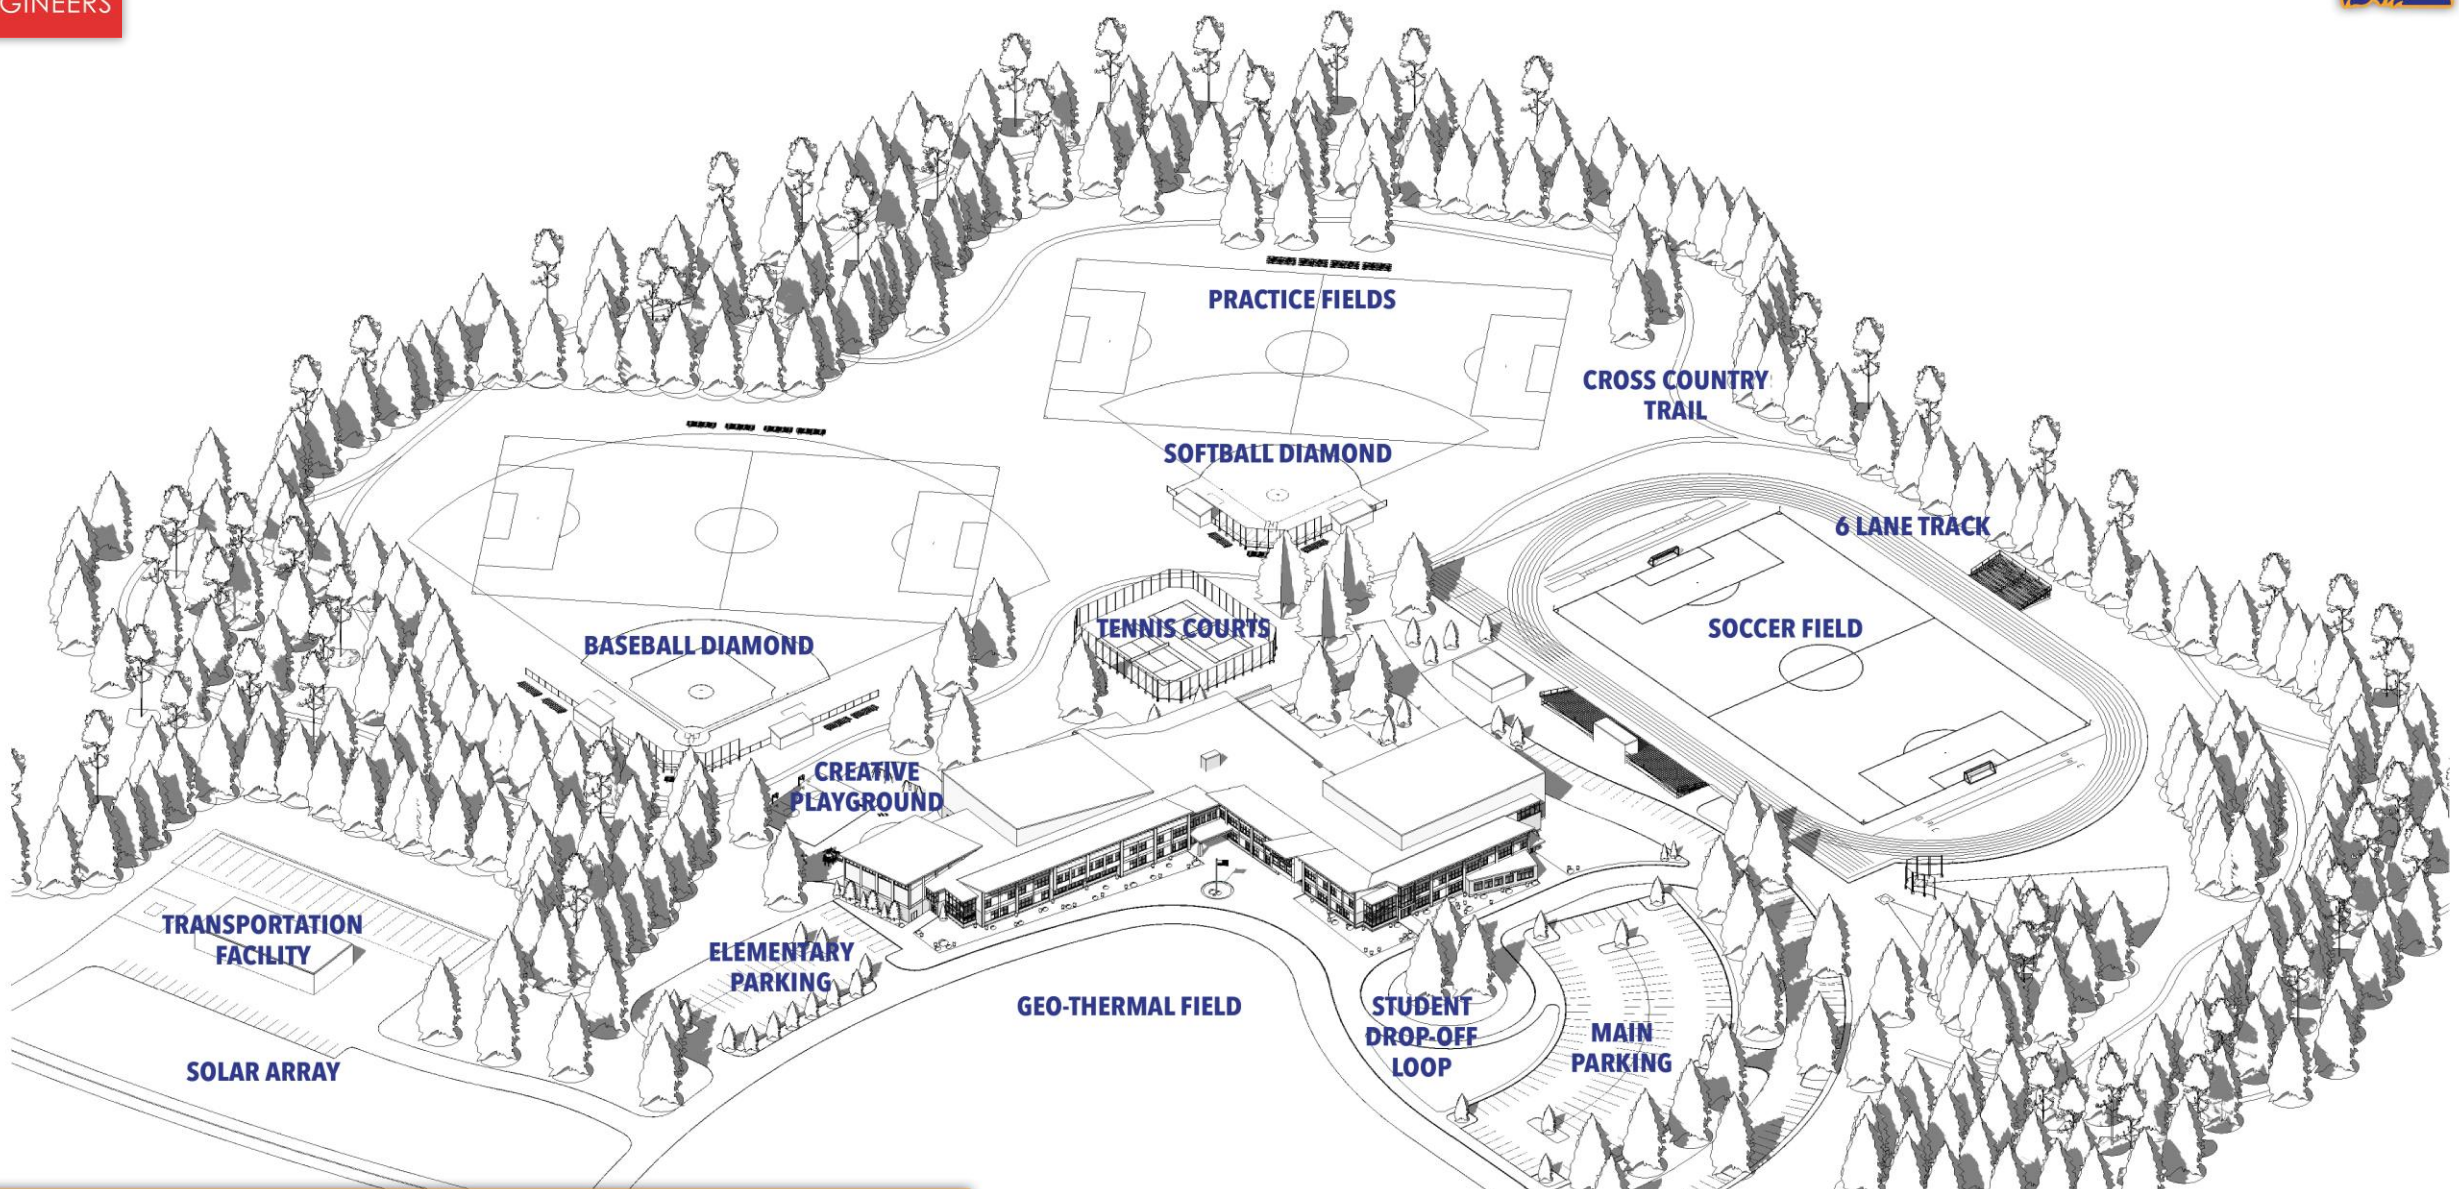 GINEERS
PRACTICE FIELDS
CROSS COUNTRY
TRAIL
SOFTBALL DIAMOND
6 LANE TRACK
TENNIS COURTS
SOCCER FIELD
BASEBALL DIAMOND
CREATIVE
PLAYGROUND
TRANSPORTATION
FACILITY
ELEMENTARY
PARKING
GEO-THERMAL FIELD
STUDENT
DROP-OFF
LOOP
MAIN
PARKING
SOLAR ARRAY